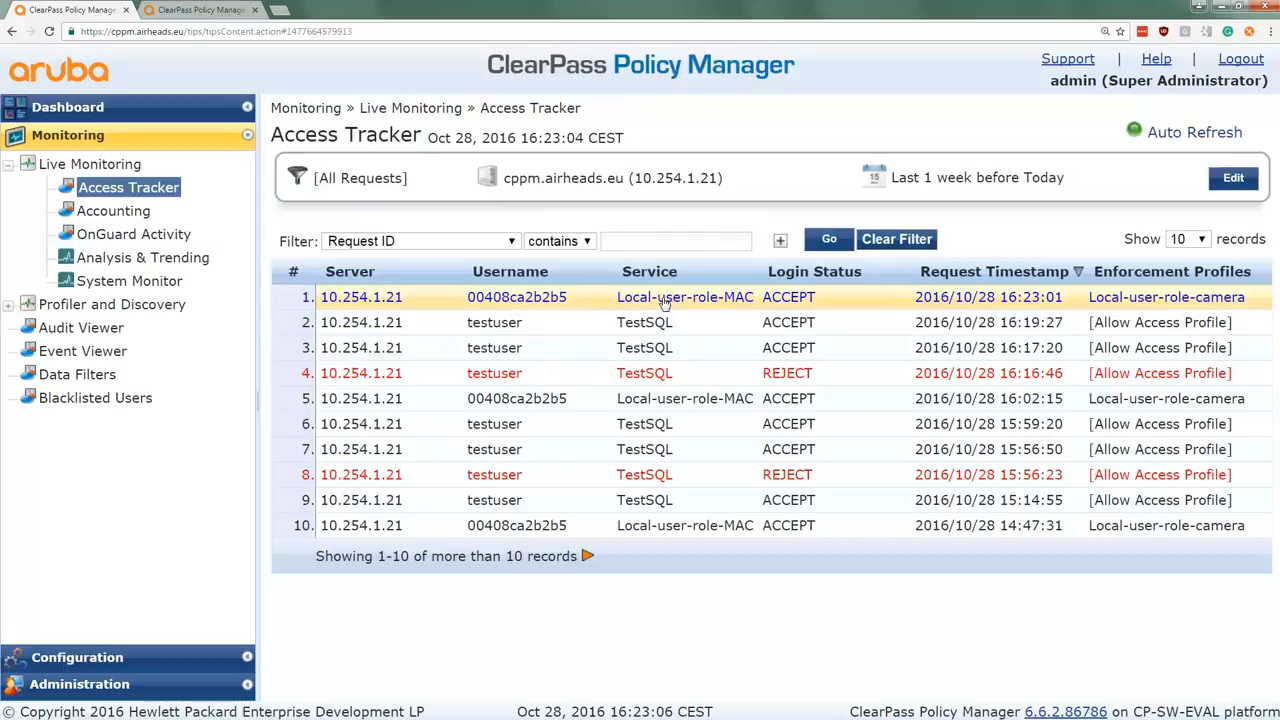 ClearPass Policy Manage
ClearPass Policy Manage
https://cppm.airheads.eu/tips/tipsContent.action#1477664579913
aruba
ClearPass Policy Manager
Support | Help | Logout
admin (Super Administrator)
Dashboard
Monitoring
Live Monitoring
Access Tracker
Accounting
OnGuard Activity
Analysis & Trending
System Monitor
Profiler and Discovery
Audit Viewer
Event Viewer
Data Filters
Blacklisted Users
Configuration
Administration
Monitoring » Live Monitoring » Access Tracker
Access Tracker Oct 28, 2016 16:23:04 CEST
Auto Refresh
[All Requests] cppm.airheads.eu (10.254.1.21) 15 Last 1 week before Today Edit
Filter: Request ID contains + Go Clear Filter Show 10 records
# Server Username Service Login Status Request Timestamp Enforcement Profiles
1. 10.254.1.21 00408ca2b2b5 Local-user-role-MAC ACCEPT 2016/10/28 16:23:01 Local-user-role-camera
2. 10.254.1.21 testuser TestSQL ACCEPT 2016/10/28 16:19:27 [Allow Access Profile]
3. 10.254.1.21 testuser TestSQL ACCEPT 2016/10/28 16:17:20 [Allow Access Profile]
4. 10.254.1.21 testuser TestSQL REJECT 2016/10/28 16:16:46 [Allow Access Profile]
5. 10.254.1.21 00408ca2b2b5 Local-user-role-MAC ACCEPT 2016/10/28 16:02:15 Local-user-role-camera
6. 10.254.1.21 testuser TestSQL ACCEPT 2016/10/28 15:59:20 [Allow Access Profile]
7. 10.254.1.21 testuser TestSQL ACCEPT 2016/10/28 15:56:50 [Allow Access Profile]
8. 10.254.1.21 testuser TestSQL REJECT 2016/10/28 15:56:23 [Allow Access Profile]
9. 10.254.1.21 testuser TestSQL ACCEPT 2016/10/28 15:14:55 [Allow Access Profile]
10. 10.254.1.21 00408ca2b2b5 Local-user-role-MAC ACCEPT 2016/10/28 14:47:31 Local-user-role-camera
Showing 1-10 of more than 10 records
© Copyright 2016 Hewlett Packard Enterprise Development LP Oct 28, 2016 16:23:06 CEST ClearPass Policy Manager 6.6.2.86786 on CP-SW-EVAL platform